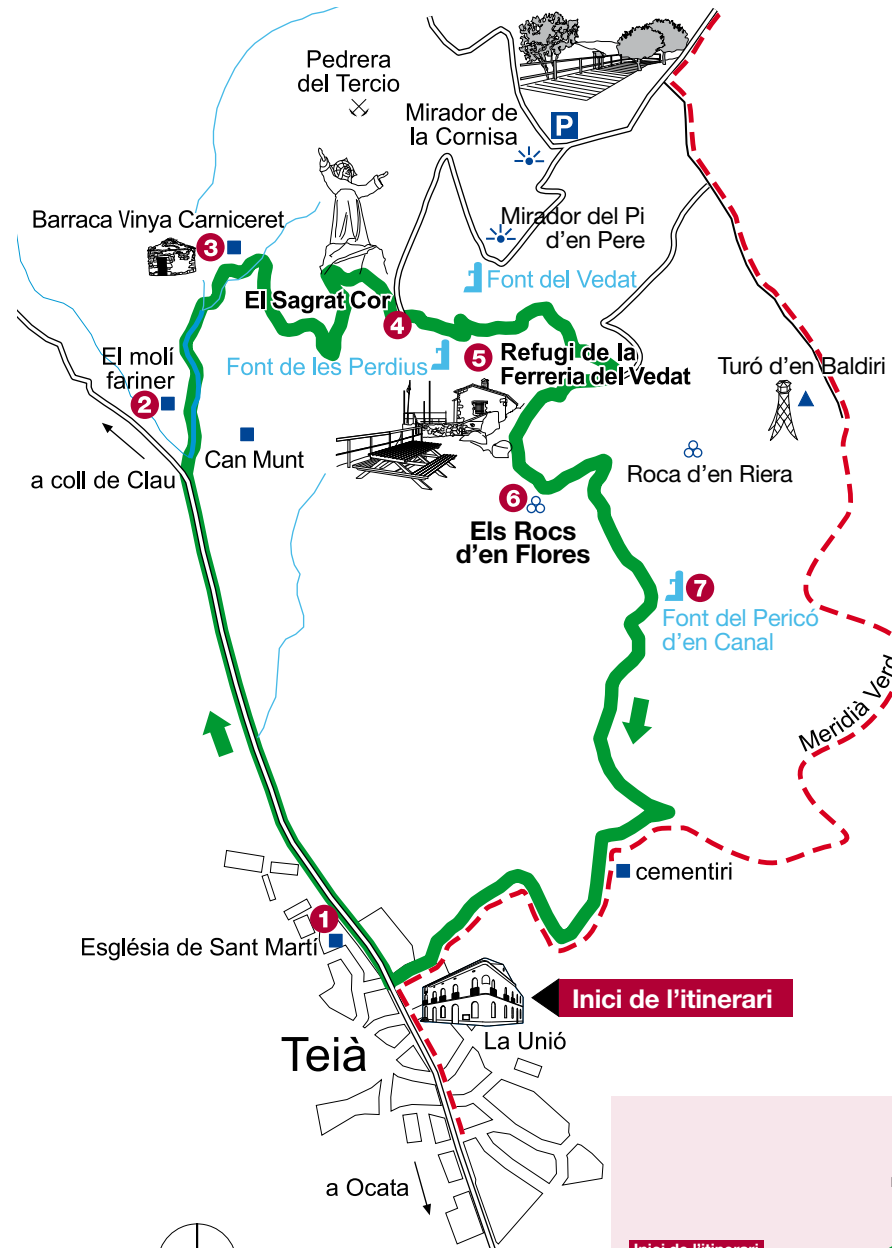 Pedrera
del Tercio
Mirador de
la Cornisa
P
Barraca Vinya Carniceret
3
Mirador del Pi
d'en Pere
Font del Vedat
El Sagrat Cor
4
El molí
fariner
2
Font de les Perdius
5
Refugi de la
Ferreria del Vedat
Turó d'en Baldiri
Can Munt
a coll de Clau
Roca d'en Riera
6
Els Rocs
d'en Flores
7
Font del Pericó
d'en Canal
Meridià Verd
cementiri
1
Església de Sant Martí
Inici de l'itinerari
La Unió
Teià
a Ocata
Inici de l'itinerari